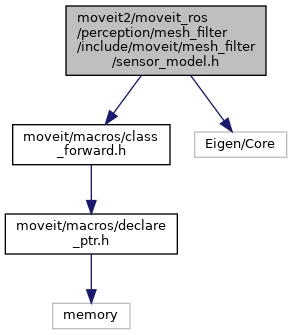 moveit2/moveit_ros
/perception/mesh_filter
/include/moveit/mesh_filter
/sensor_model.h
moveit/macros/class
_forward.h
Eigen/Core
moveit/macros/declare
_ptr.h
memory